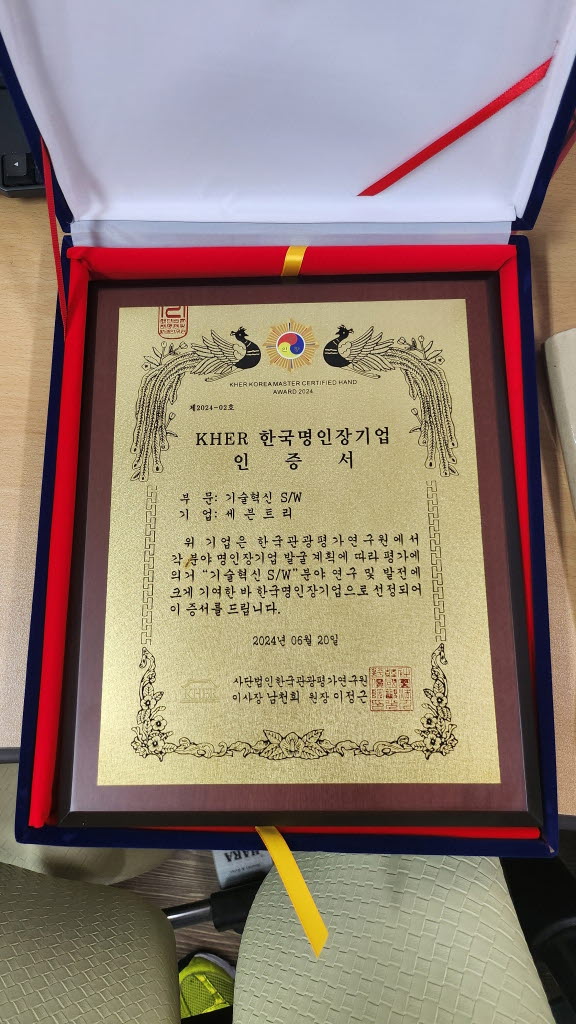 KHER KOREA MASTER CERTIFIED HAND
AWARD 2024
제2024-02호
KHER 한국명인장기업
인 증 서
부 문: 기술혁신 S/W
기 업: 세 븐 트 리
위 기업은 한국관광평가연구원에서
각 분야 명인장기업 발굴 계획에 따라 평가에
의거 “기술혁신 S/W”분야 연구 및 발전에
크게 기여한 바 한국명인장기업으로 선정되어
이 증서를 드립니다.
2024년 06월 20일
KHER
사단법인한국관광평가연구원
이사장 남천희 원장 이정근
HARA